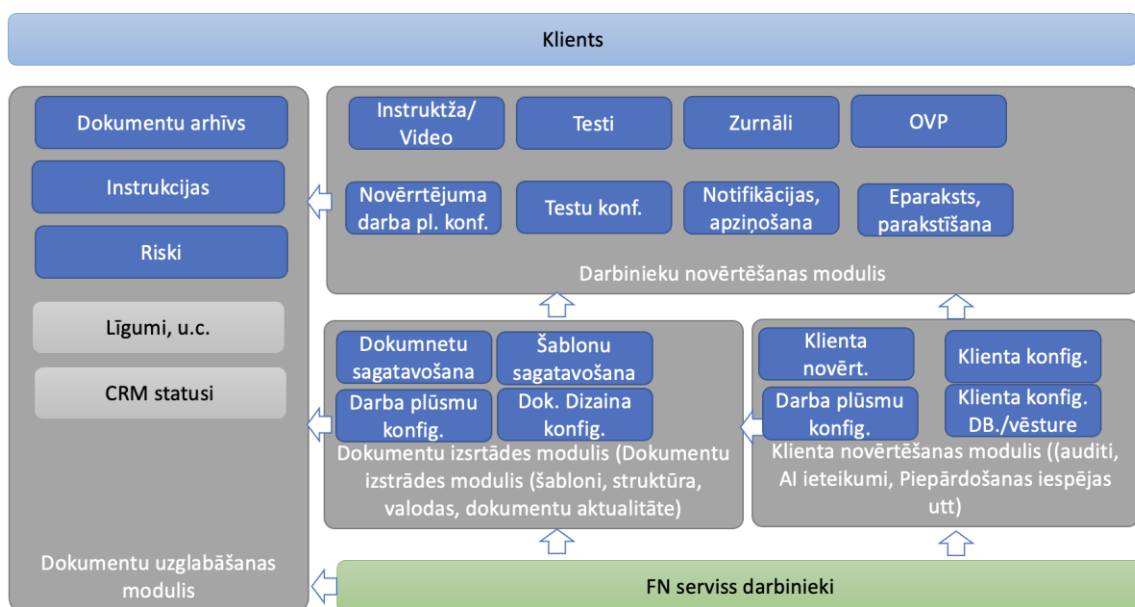 Klients
Dokumentu arhīvs
Instrukcijas
Riski
Līgumi, u.c.
CRM statusi
Dokumentu uzglabāšanas
modulis
Instruktža/
Video
Testi
Zurnāli
OVP
Novērrtējuma
darba pl. konf.
Testu konf.
Notifikācijas,
apziņošana
Eparaksts,
parakstīšana
Darbinieku novērtēšanas modulis
Dokumnetu
sagatavošana
Šablonu
sagatavošana
Darba plūsmu
konfig.
Dok. Dizaina
konfig.
Dokumentu izsrtādes modulis (Dokumentu
izstrādes modulis (šabloni, struktūra,
valodas, dokumentu aktualitāte)
Klienta
novērt.
Klienta konfig.
Darba plūsmu
konfig.
Klienta konfig.
DB./vēsture
Klienta novērtēšanas modulis ((auditi,
AI ieteikumi, Piepārdošanas iespējas
utt)
FN serviss darbinieki